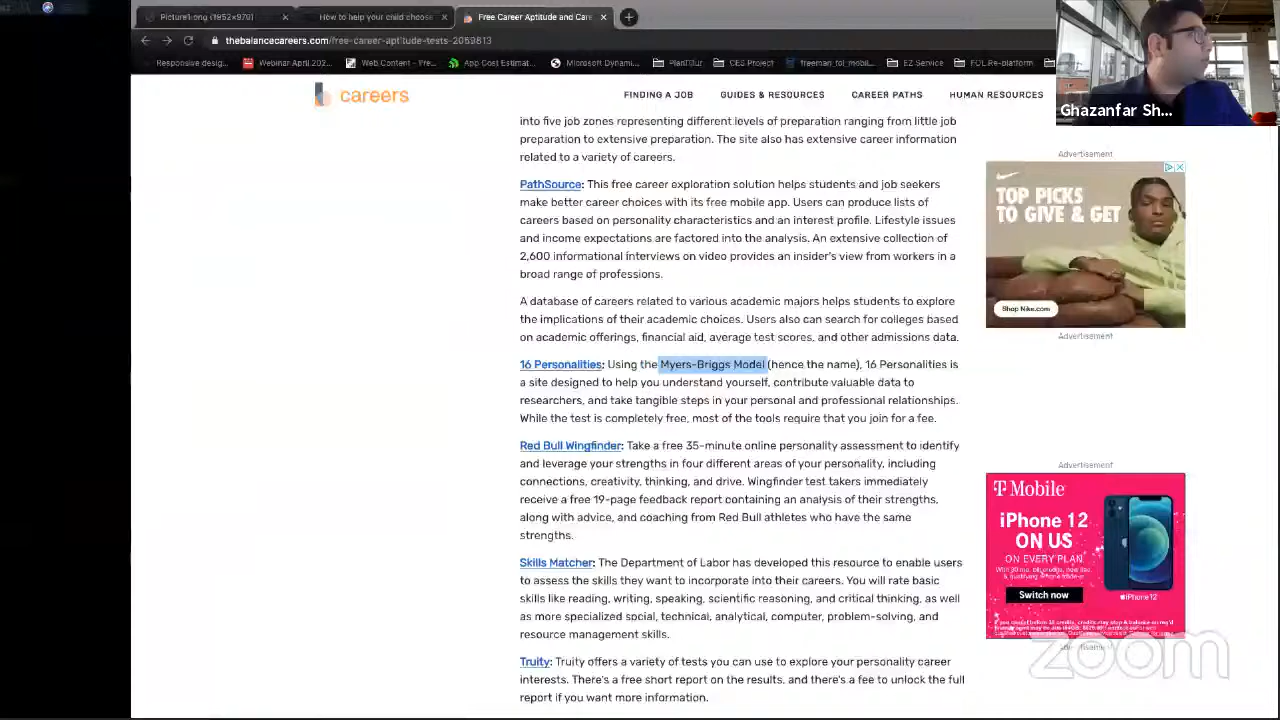 Picture1.png (1952×970)
How to help your child choose
Free Career Aptitude and Care
thebalancecareers.com/free-career-aptitude-tests-2059813
Responsive desig...
Webinar April,202...
Web Content - Pre...
App Cost Estimat...
Microsoft Dynami...
PlanTour
CES Project
freeman_fol_mobil...
EZ Service
FOL Re-platform
Ghazanfar Sh...
careers
FINDING A JOB
GUIDES & RESOURCES
CAREER PATHS
HUMAN RESOURCES
into five job zones representing different levels of preparation ranging from little job
preparation to extensive preparation. The site also has extensive career information
related to a variety of careers.
PathSource: This free career exploration solution helps students and job seekers
make better career choices with its free mobile app. Users can produce lists of
careers based on personality characteristics and an interest profile. Lifestyle issues
and income expectations are factored into the analysis. An extensive collection of
2,600 informational interviews on video provides an insider's view from workers in a
broad range of professions.
A database of careers related to various academic majors helps students to explore
the implications of their academic choices. Users also can search for colleges based
on academic offerings, financial aid, average test scores, and other admissions data.
16 Personalities: Using the Myers-Briggs Model (hence the name), 16 Personalities is
a site designed to help you understand yourself, contribute valuable data to
researchers, and take tangible steps in your personal and professional relationships.
While the test is completely free, most of the tools require that you join for a fee.
Red Bull Wingfinder: Take a free 35-minute online personality assessment to identify
and leverage your strengths in four different areas of your personality, including
connections, creativity, thinking, and drive. Wingfinder test takers immediately
receive a free 19-page feedback report containing an analysis of their strengths,
along with advice, and coaching from Red Bull athletes who have the same
strengths.
Skills Matcher: The Department of Labor has developed this resource to enable users
to assess the skills they want to incorporate into their careers. You will rate basic
skills like reading, writing, speaking, scientific reasoning, and critical thinking, as well
as more specialized social, technical, analytical, computer, problem-solving, and
resource management skills.
Truity: Truity offers a variety of tests you can use to explore your personality career
interests. There's a free short report on the results, and there's a fee to unlock the full
report if you want more information.
Advertisement
TOP PICKS
TO GIVE & GET
Shop Nike.com
Advertisement
Advertisement
T Mobile
iPhone 12
ON US
ON EVERY PLAN
Switch now
iPhone 12
zoom